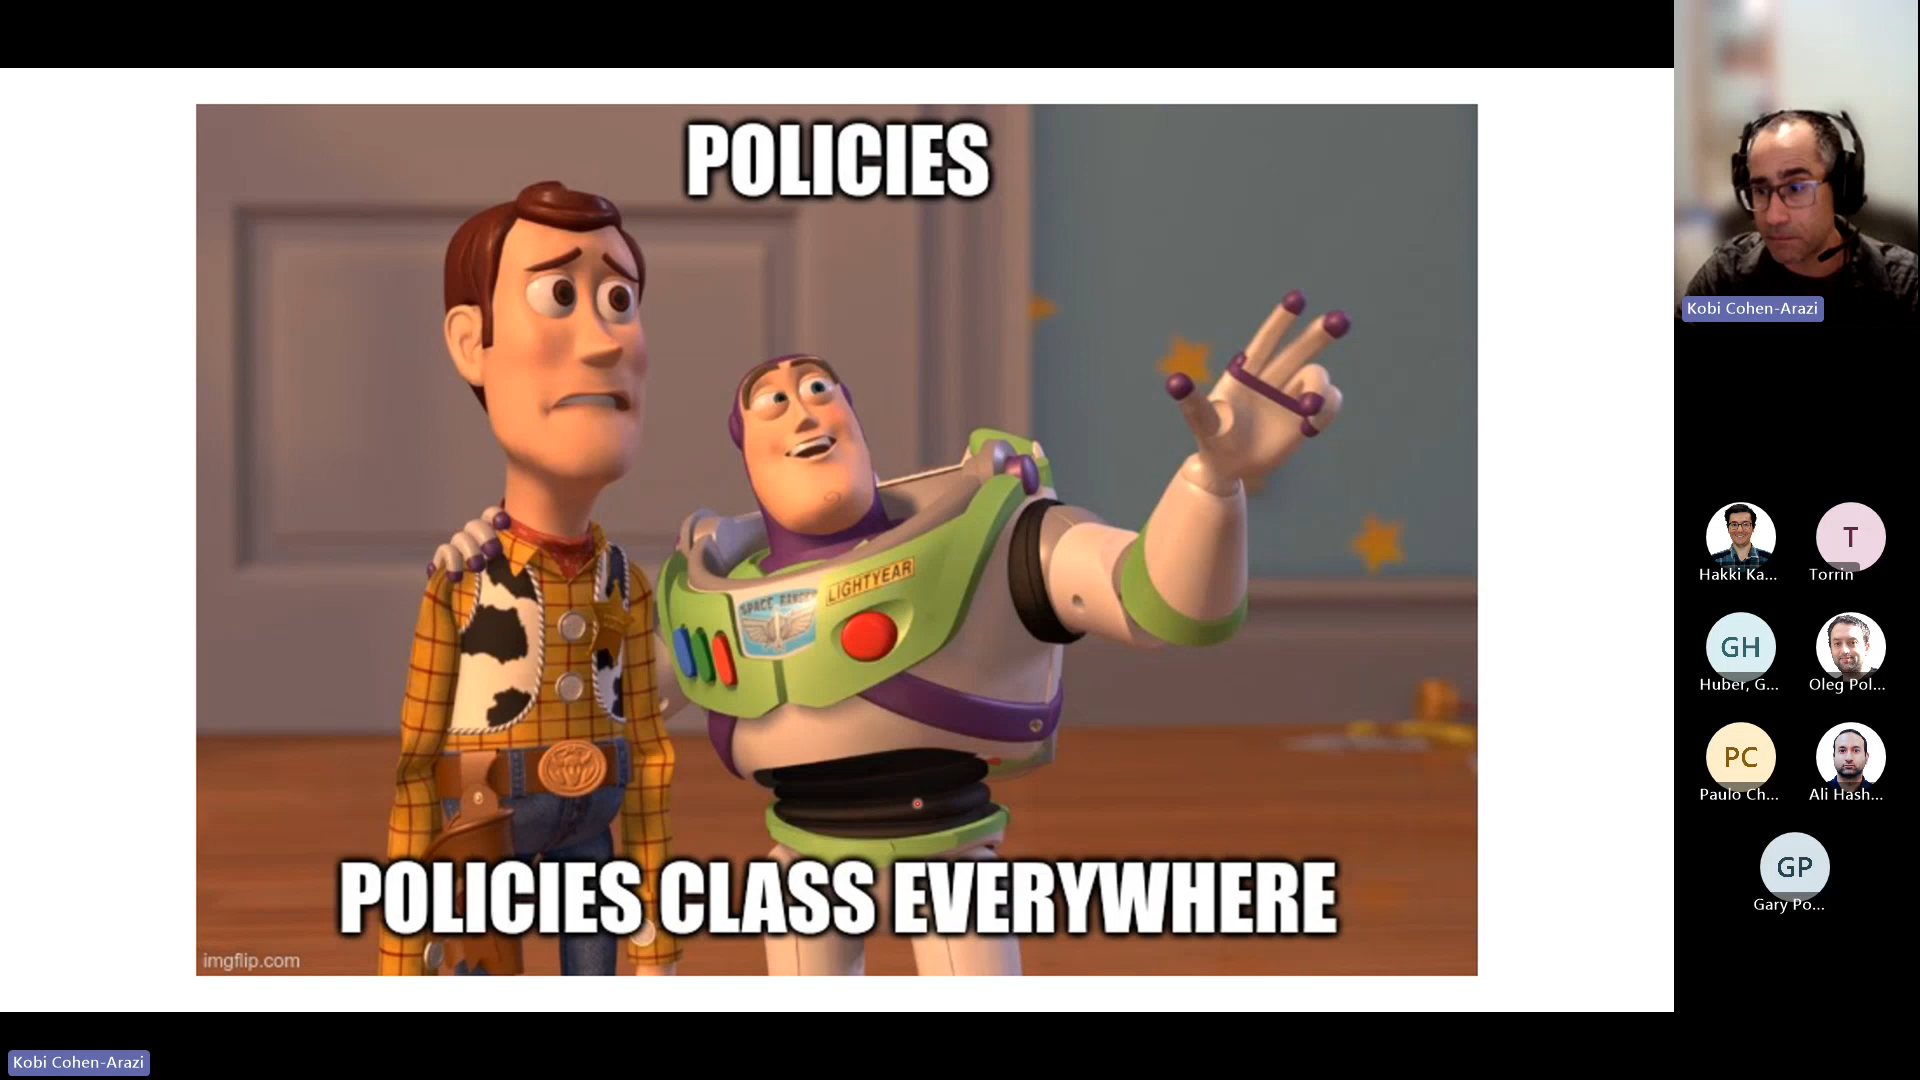 POLICIES
LIGHTYEAR
SPACE RANGER
POLICIES CLASS EVERYWHERE
imgflip.com
Kobi Cohen-Arazi
Hakki Ka...
T
Torrin
GH
Huber, G...
Oleg Pol...
PC
Paulo Ch...
Ali Hash...
GP
Gary Po...
Kobi Cohen-Arazi